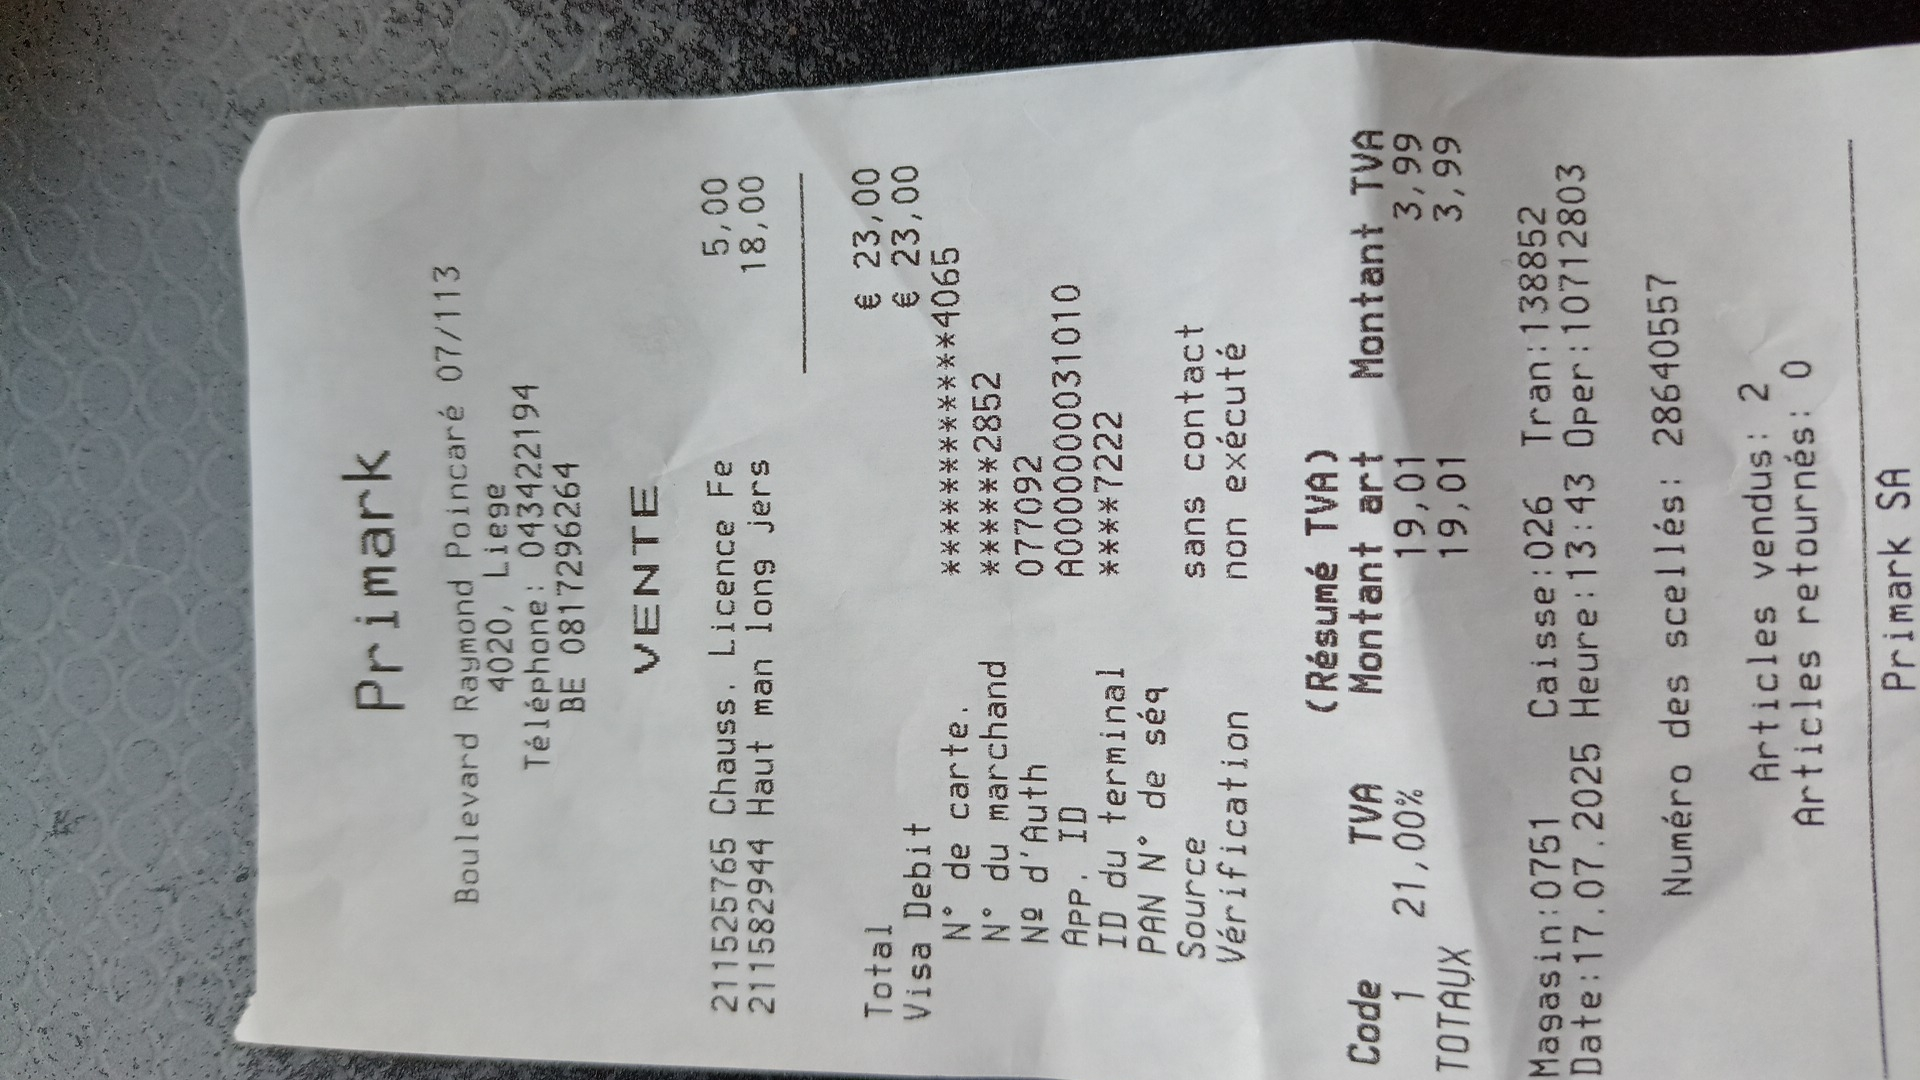 Primark
Boulevard Raymond Poincaré 07/113
4020, Liege
Téléphone: 043422194
BE 0817296264
VENTE
211525765 Chauss. Licence Fe 5,00
211582944 Haut man long jers 18,00
Total € 23,00
Visa Debit € 23,00
N° de carte. ***************4065
N° du marchand ******2852
Nº d'Auth 077092
App. ID A0000000031010
ID du terminal ****7222
PAN N° de séq
Source sans contact
Vérification non exécuté
(Résumé TVA)
Code TVA Montant art Montant TVA
1 21,00% 19,01 3,99
TOTAUX 19,01 3,99
Magasin:0751 Caisse:026 Tran:138852
Date:17.07.2025 Heure:13:43 Oper:10712803
Numéro des scellés: 28640557
Articles vendus: 2
Articles retournés: 0
Primark SA